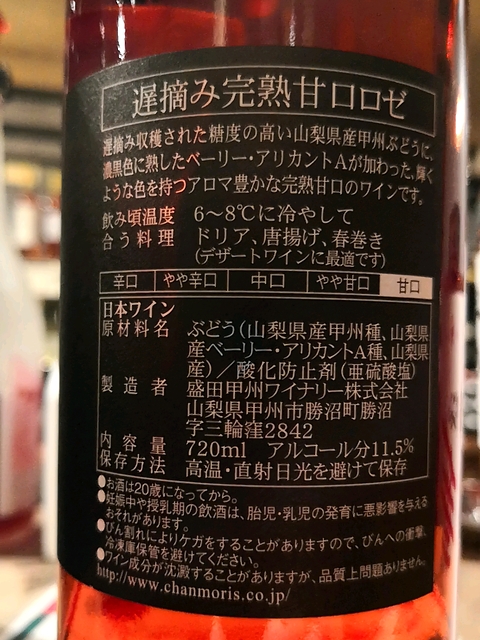 遅摘み完熟甘口ロゼ
遅摘み収穫された糖度の高い山梨県産甲州ぶどうに、
濃黒色に熟したベーリー・アリカントAが加わった、輝く
ような色を持つアロマ豊かな完熟甘口のワインです。
飲み頃温度 6~8℃に冷やして
合う料理 ドリア、唐揚げ、春巻き
(デザートワインに最適です)
辛口 やや辛口 中口 やや甘口 甘口
日本ワイン
原材料名 ぶどう(山梨県産甲州種、山梨県
産ベーリー・アリカントA種、山梨県
産)/酸化防止剤(亜硫酸塩)
製造者 盛田甲州ワイナリー株式会社
山梨県甲州市勝沼町勝沼
字三輪窪2842
内容量 720ml アルコール分11.5%
保存方法 高温・直射日光を避けて保存
●お酒は20歳になってから。
●妊娠中や授乳期の飲酒は、胎児・乳児の発育に悪影響を与える
おそれがあります。
●びん割れによりケガをすることがありますので、びんへの衝撃、
冷凍庫保管を避けてください。
●ワイン成分が沈澱することがありますが、品質上問題ありません。
http://www.chanmoris.co.jp/